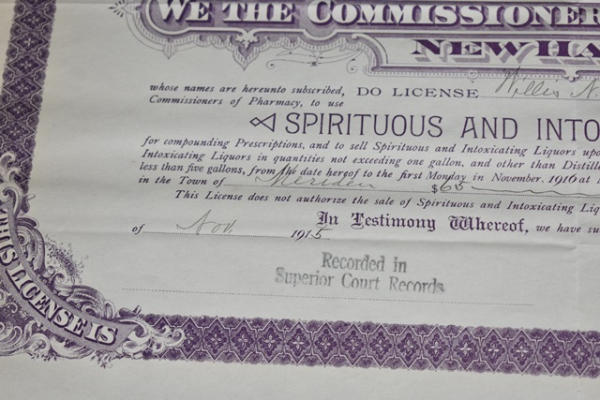 WE THE COMMISSIONER
NEW HA
whose names are hereunto subscribed, DO LICENSE Willis N.
Commissioners of Pharmacy, to use
SPIRITUOUS AND INTO
for compounding Prescriptions, and to sell Spirituous and Intoxicating Liquors upo
Intoxicating Liquors in quantities not exceeding one gallon, and other than Distille
less than five gallons, from the date hereof to the first Monday in November, 1916 at N
in the Town of Meriden $65
This License does not authorize the sale of Spirituous and Intoxicating Liq
In Testimony Whereof, we have su
of Nov 1915
Recorded in
Superior Court Records
THIS LICENSE IS